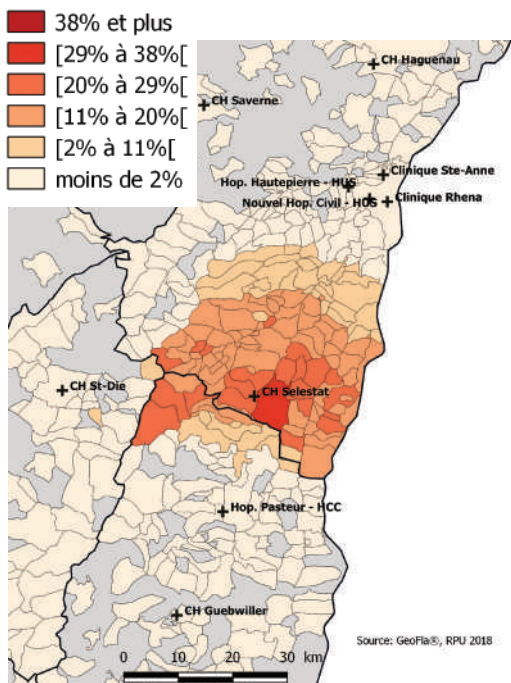 38% et plus
[29% à 38%[
[20% à 29%[
[11% à 20%[
[2% à 11%[
moins de 2%
CH Haguenau
CH Saverne
Clinique Ste-Anne
Hop. Hautepierre - HUS
Nouvel Hop. Civil - HUS
Clinique Rhena
CH St-Die
CH Selestat
Hop. Pasteur - HCC
CH Guebwiller
Source: GeoFla®, RPU 2018
0 10 20 30 km